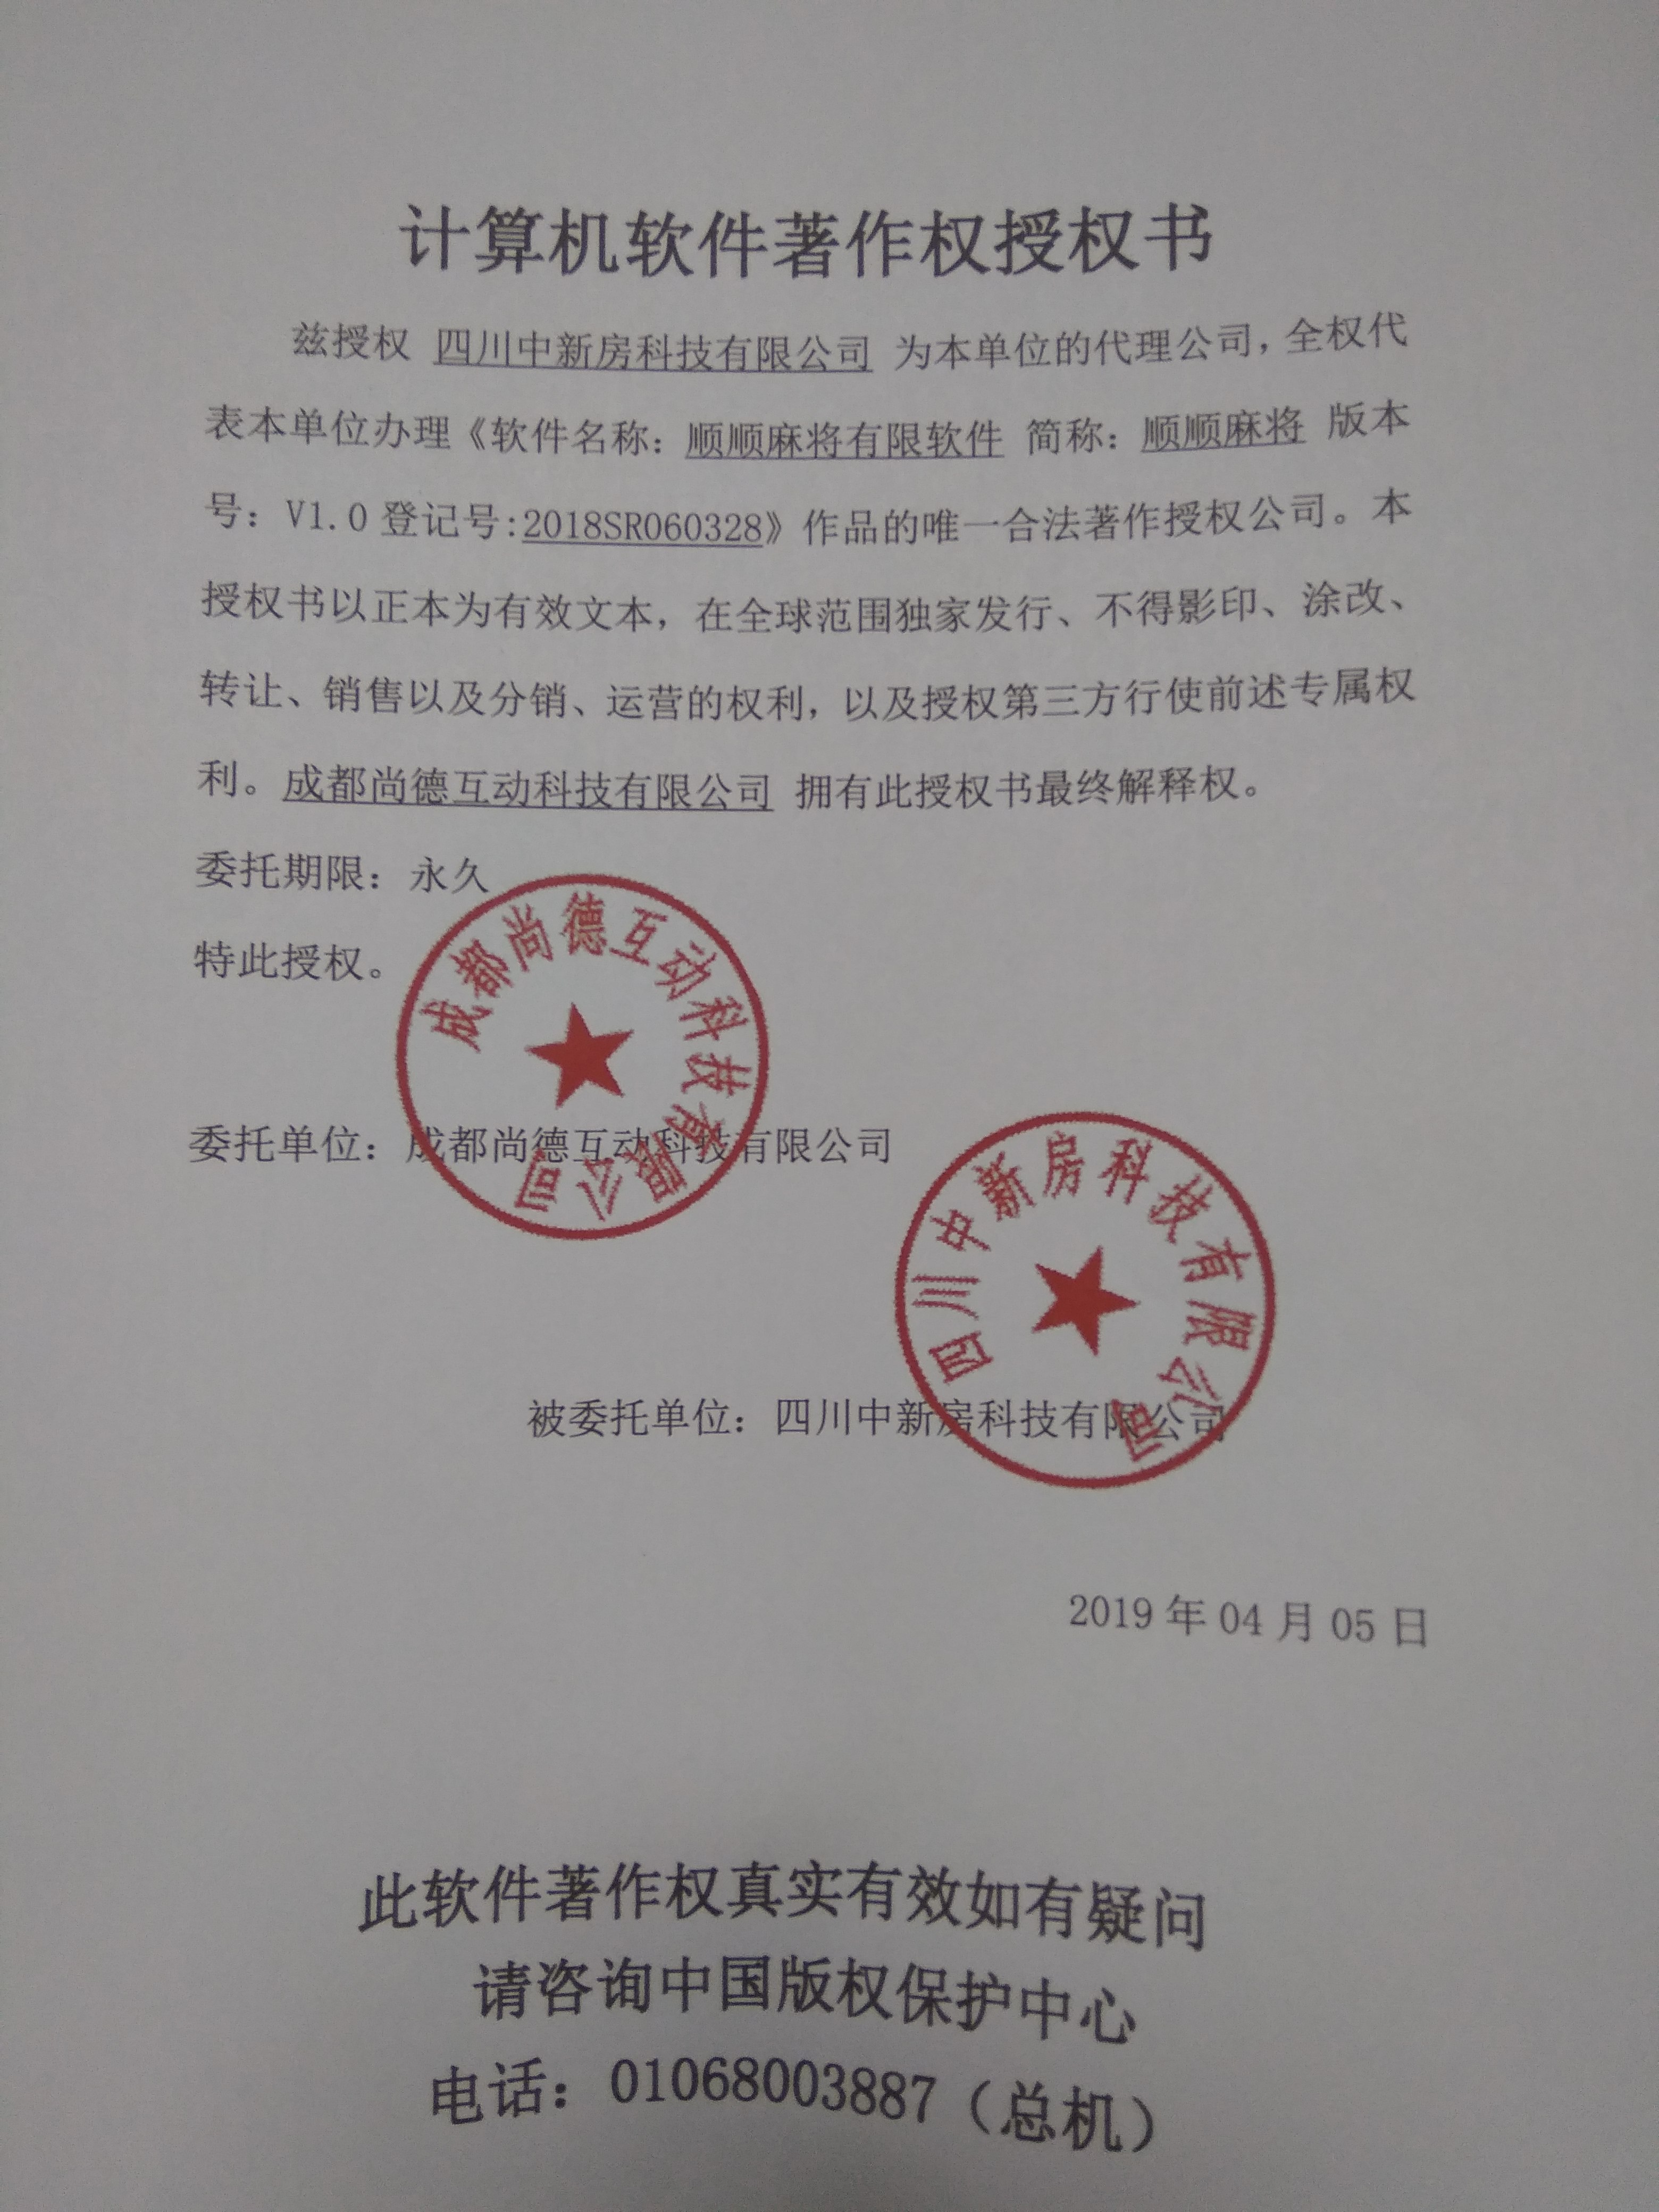 计算机软件著作权授权书
兹授权 四川中新房科技有限公司 为本单位的代理公司，全权代
表本单位办理《软件名称：顺顺麻将有限软件 简称：顺顺麻将 版本
号：V1.0 登记号:2018SR060328》作品的唯一合法著作授权公司。本
授权书以正本为有效文本，在全球范围独家发行、不得影印、涂改、
转让、销售以及分销、运营的权利，以及授权第三方行使前述专属权
利。成都尚德互动科技有限公司 拥有此授权书最终解释权。
委托期限：永久
特此授权。
成都尚德互动科技有限公司
委托单位：成都尚德互动科技有限公司
四川中新房科技有限公司
被委托单位：四川中新房科技有限公司
2019 年 04 月 05 日
此软件著作权真实有效如有疑问
请咨询中国版权保护中心
电话：01068003887（总机）